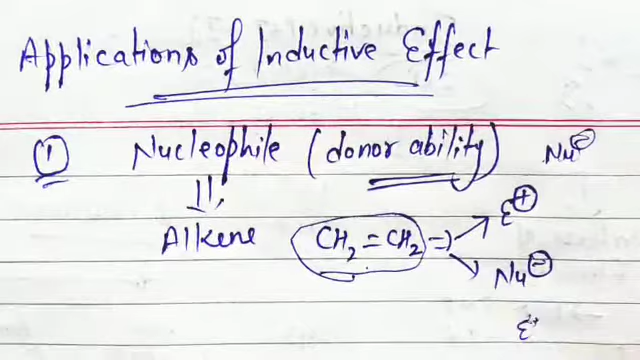 Applications of Inductive Effect
① Nucleophile (donor ability) Nu⊖
⇓
Alkene CH₂=CH₂ ⇒ E⊕
Nu⊖
E⁺